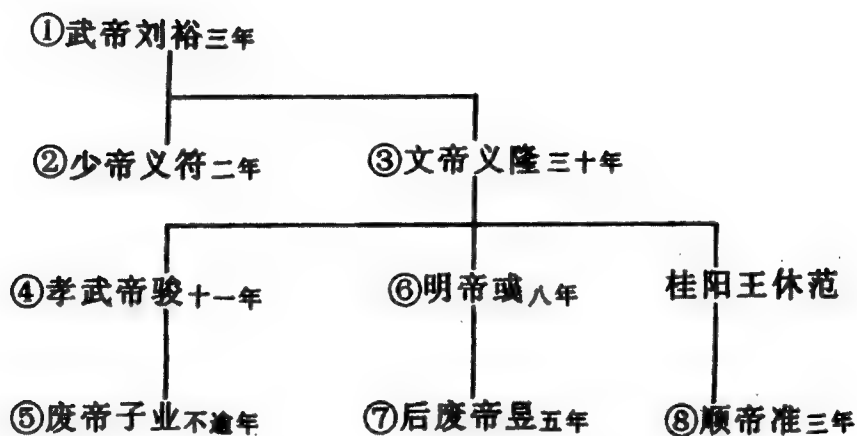 ①武帝刘裕三年
②少帝义符二年 ③文帝义隆三十年
④孝武帝骏十一年 ⑥明帝彧八年 桂阳王休范
⑤废帝子业不逾年 ⑦后废帝昱五年 ⑧顺帝准三年